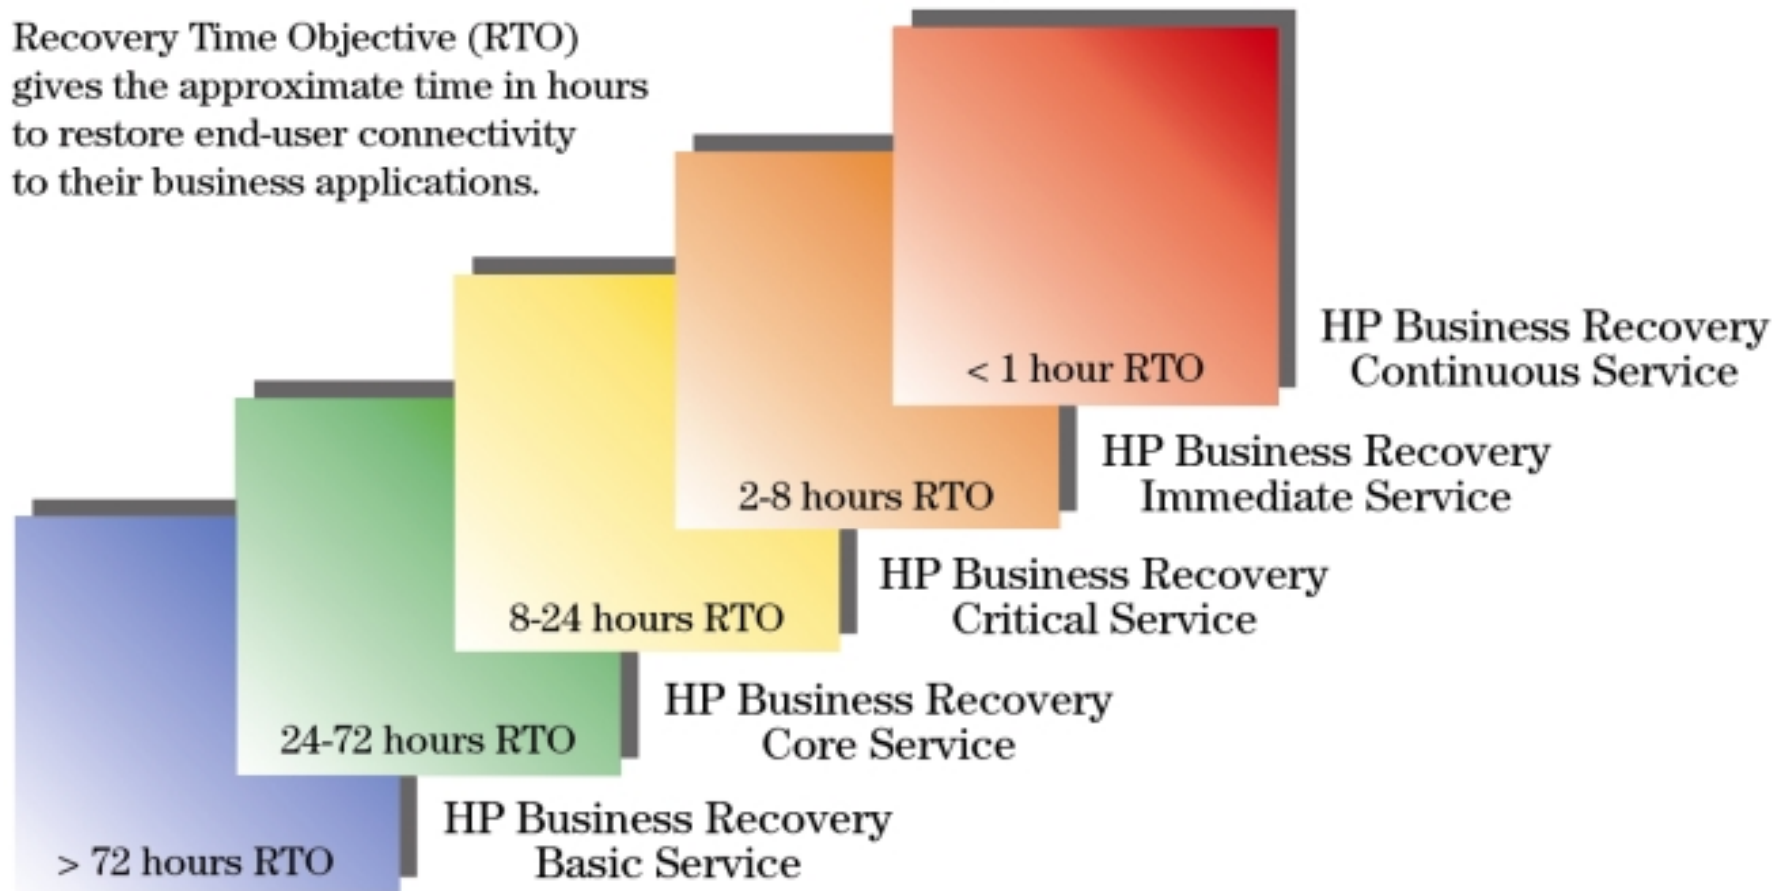 Recovery Time Objective (RTO)
gives the approximate time in hours
to restore end-user connectivity
to their business applications.
< 1 hour RTO
HP Business Recovery
Continuous Service
2-8 hours RTO
HP Business Recovery
Immediate Service
8-24 hours RTO
HP Business Recovery
Critical Service
24-72 hours RTO
HP Business Recovery
Core Service
> 72 hours RTO
HP Business Recovery
Basic Service